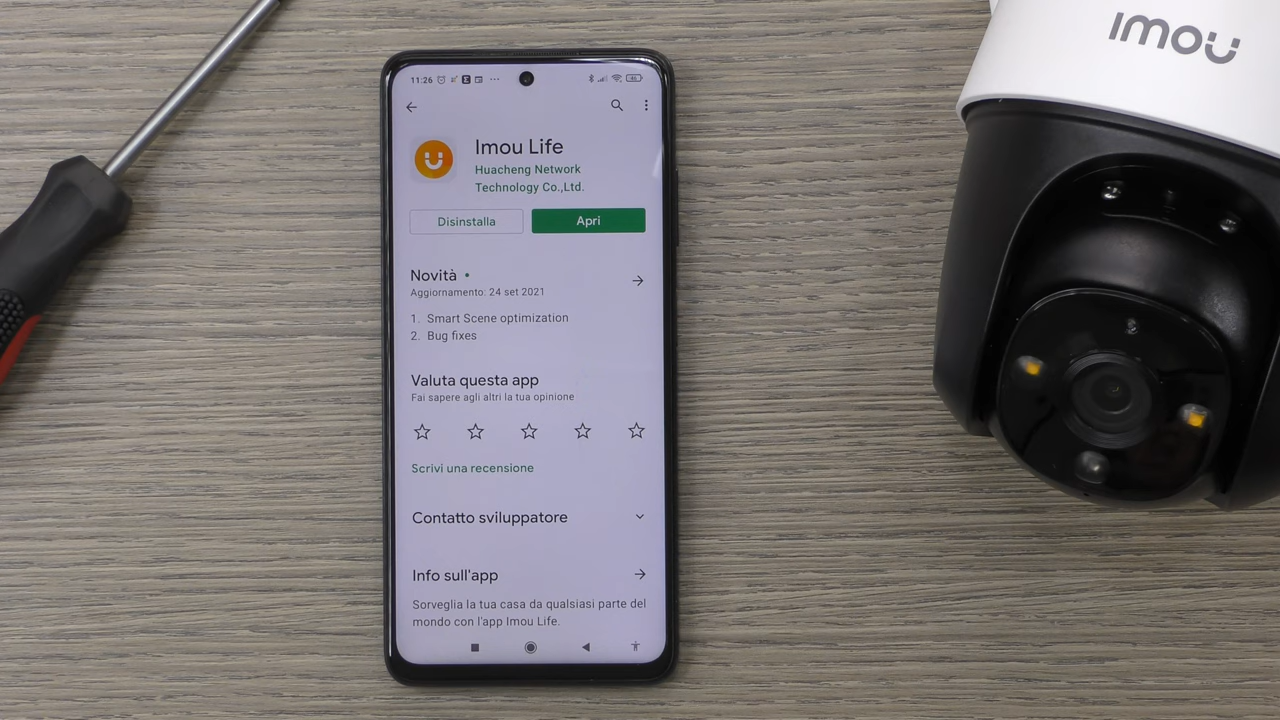 11:26
Imou Life
Huacheng Network
Technology Co.,Ltd.
Disinstalla
Apri
Novità
Aggiornamento: 24 set 2021
1. Smart Scene optimization
2. Bug fixes
Valuta questa app
Fai sapere agli altri la tua opinione
Scrivi una recensione
Contatto sviluppatore
Info sull'app
Sorveglia la tua casa da qualsiasi parte del
mondo con l'app Imou Life.
imou